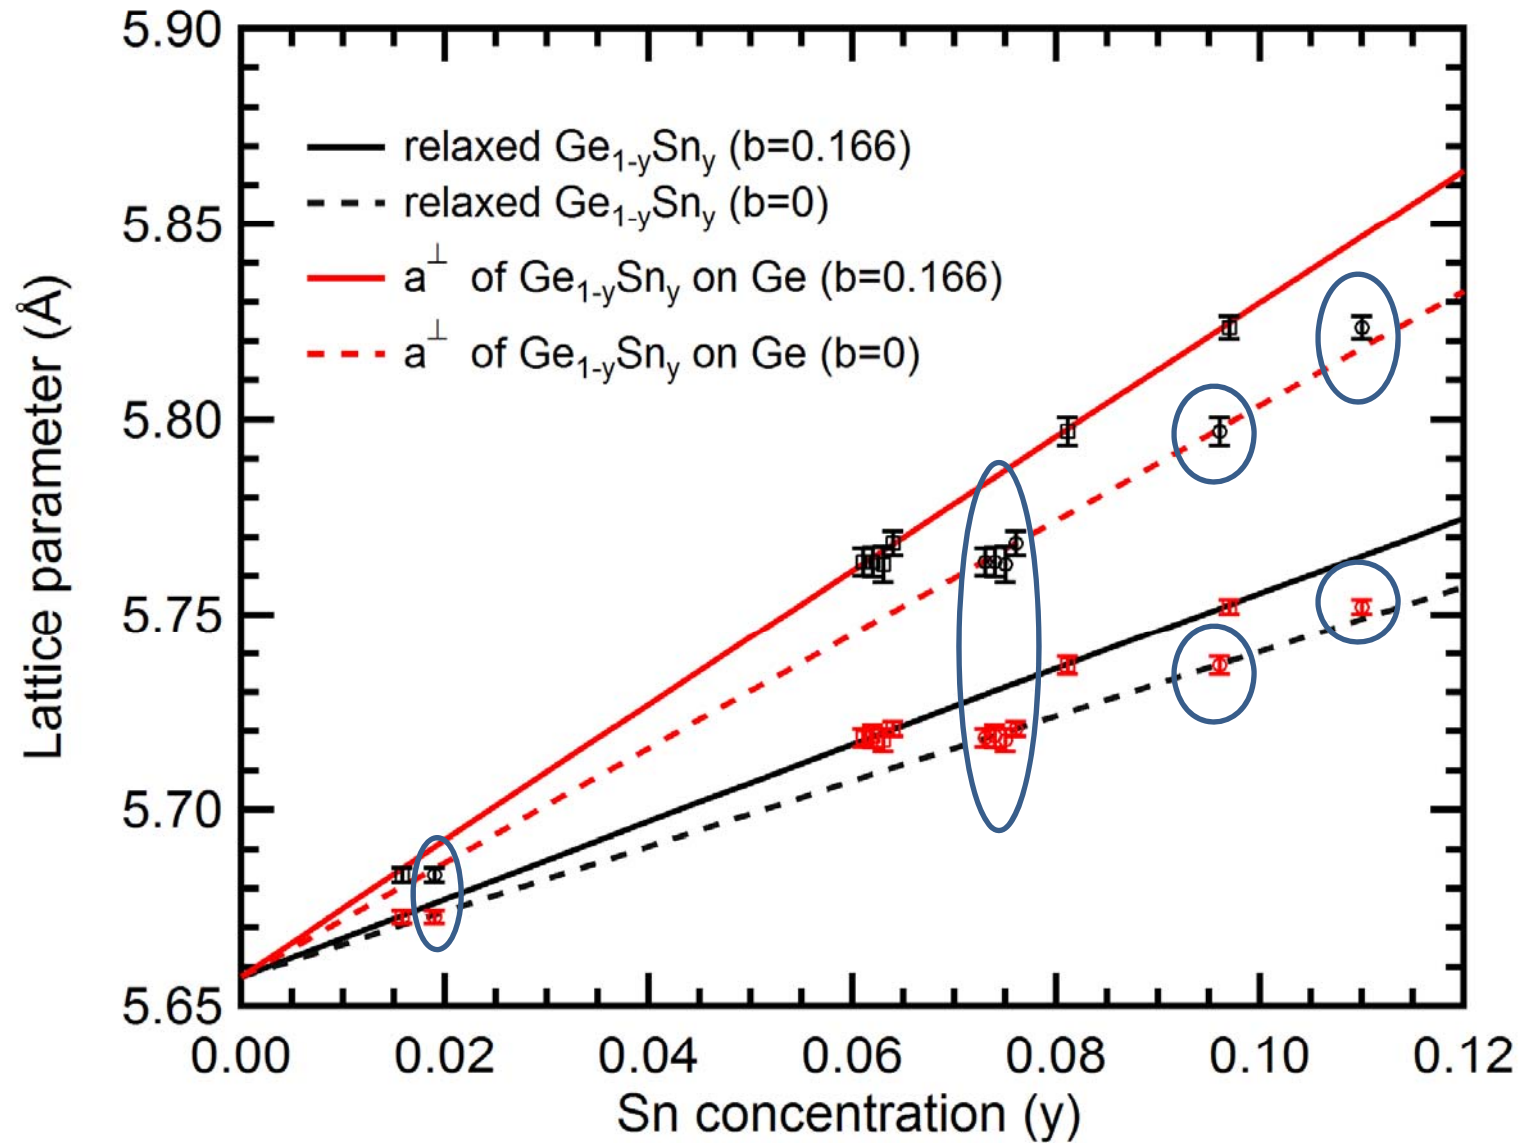 5.90
5.85
5.80
5.75
5.70
5.65
Lattice parameter (Å)
relaxed Ge1-ySny (b=0.166)
relaxed Ge1-ySny (b=0)
a⊥ of Ge1-ySny on Ge (b=0.166)
a⊥ of Ge1-ySny on Ge (b=0)
0.00 0.02 0.04 0.06 0.08 0.10 0.12
Sn concentration (y)